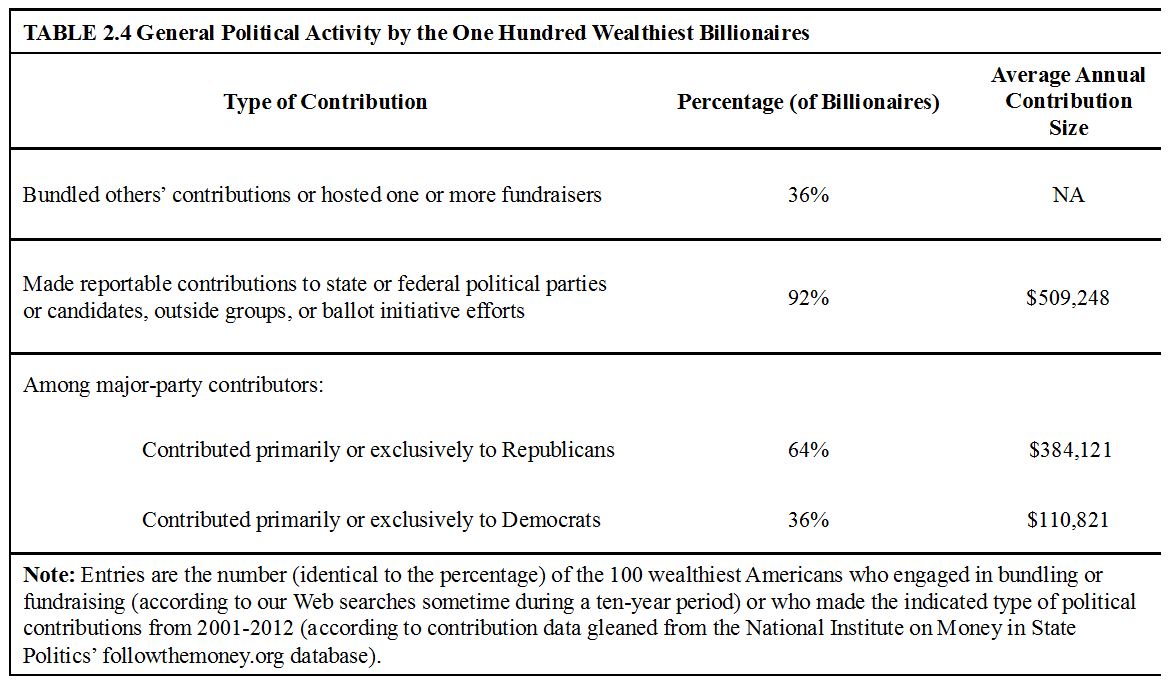 TABLE 2.4 General Political Activity by the One Hundred Wealthiest Billionaires
Type of Contribution Percentage (of Billionaires) Average Annual
Contribution
Size
Bundled others’ contributions or hosted one or more fundraisers 36% NA
Made reportable contributions to state or federal political parties
or candidates, outside groups, or ballot initiative efforts 92% $509,248
Among major-party contributors:
Contributed primarily or exclusively to Republicans 64% $384,121
Contributed primarily or exclusively to Democrats 36% $110,821
Note: Entries are the number (identical to the percentage) of the 100 wealthiest Americans who engaged in bundling or
fundraising (according to our Web searches sometime during a ten-year period) or who made the indicated type of political
contributions from 2001-2012 (according to contribution data gleaned from the National Institute on Money in State
Politics’ followthemoney.org database).